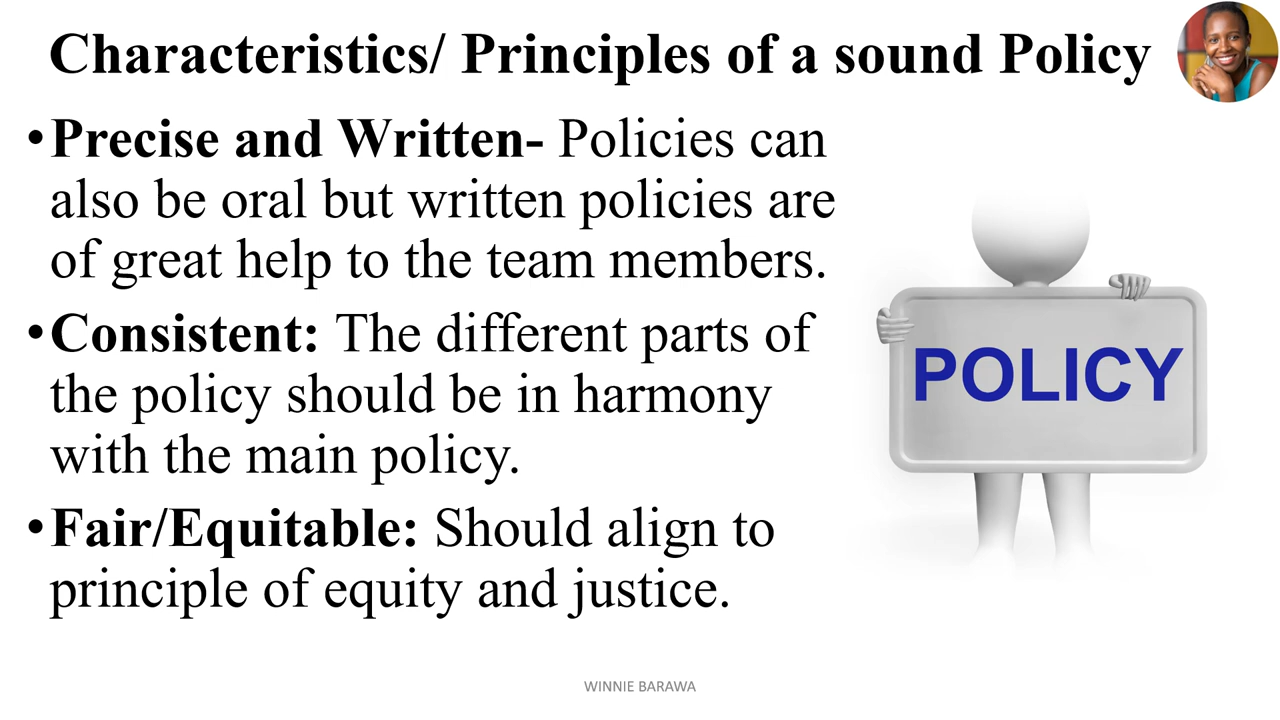 Characteristics/ Principles of a sound Policy
•Precise and Written- Policies can
also be oral but written policies are
of great help to the team members.
•Consistent: The different parts of
the policy should be in harmony
with the main policy.
•Fair/Equitable: Should align to
principle of equity and justice.
POLICY
WINNIE BARAWA